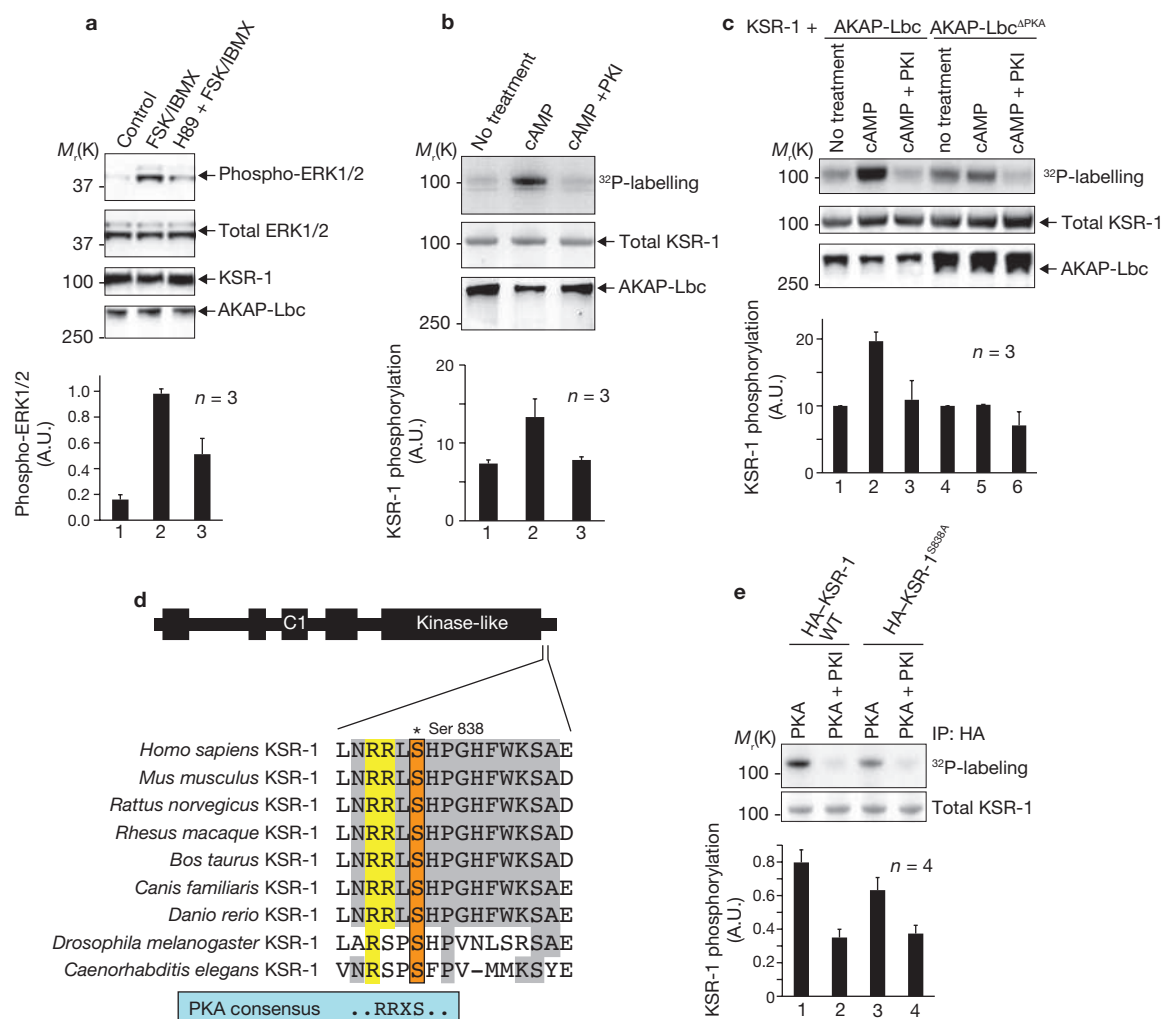 a
Control
FSK/IBMX
H89 + FSK/IBMX
Mr(K)
37
Phospho-ERK1/2
37
Total ERK1/2
100
KSR-1
AKAP-Lbc
250
Phospho-ERK1/2
(A.U.)
1.0
0.8
0.6
0.4
0.2
0.0
n = 3
1 2 3
b
No treatment
cAMP
cAMP +PKI
Mr(K)
100
32P-labelling
100
Total KSR-1
AKAP-Lbc
250
KSR-1 phosphorylation
(A.U.)
20
10
0
n = 3
1 2 3
c
KSR-1 + AKAP-Lbc AKAP-LbcΔPKA
No treatment
cAMP
cAMP + PKI
no treatment
cAMP
cAMP + PKI
Mr(K)
100
32P-labelling
100
Total KSR-1
AKAP-Lbc
250
KSR-1 phosphorylation
(A.U.)
20
10
0
n = 3
1 2 3 4 5 6
d
C1 Kinase-like
* Ser 838
Homo sapiens KSR-1 LNRRLSHPGHFWKSAE
Mus musculus KSR-1 LNRRLSHPGHFWKSAD
Rattus norvegicus KSR-1 LNRRLSHPGHFWKSAD
Rhesus macaque KSR-1 LNRRLSHPGHFWKSAD
Bos taurus KSR-1 LNRRLSHPGHFWKSAD
Canis familiaris KSR-1 LNRRLSHPGHFWKSAE
Danio rerio KSR-1 LNRRLSHPGHFWKSAE
Drosophila melanogaster KSR-1 LARSPSHPVNLSRSAE
Caenorhabditis elegans KSR-1 VNRSPSFPV-MMKSYE
PKA consensus ..RRXS..
e
HA–KSR-1
WT
HA–KSR-1S838A
PKA
PKA + PKI
PKA
PKA + PKI
IP: HA
Mr(K)
100
32P-labeling
100
Total KSR-1
KSR-1 phosphorylation
(A.U.)
0.8
0.6
0.4
0.2
0
n = 4
1 2 3 4